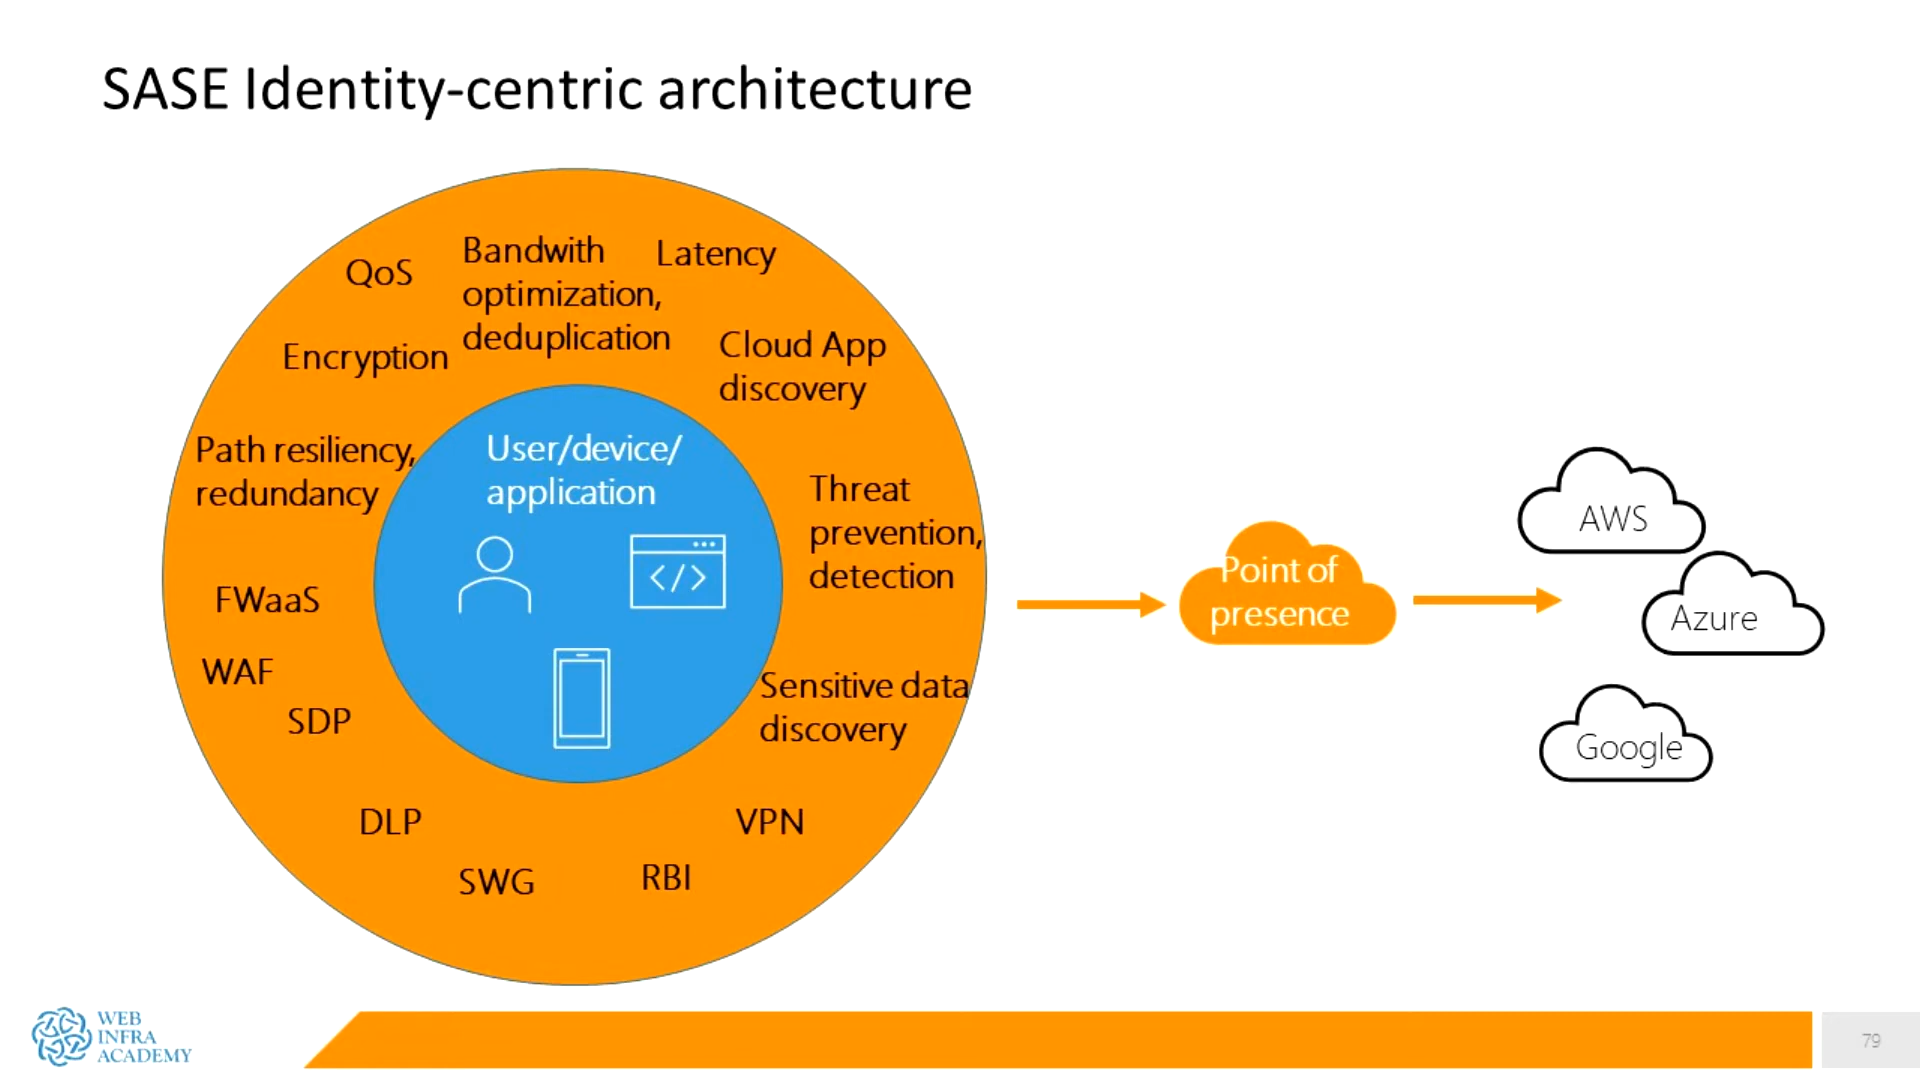 SASE Identity-centric architecture
QoS
Bandwith
optimization,
deduplication
Latency
Encryption
Cloud App
discovery
Path resiliency,
redundancy
User/device/
application
Threat
prevention,
detection
FWaaS
WAF
SDP
Sensitive data
discovery
DLP
VPN
SWG
RBI
</>
Point of
presence
AWS
Azure
Google
WEB
INFRA
ACADEMY
79